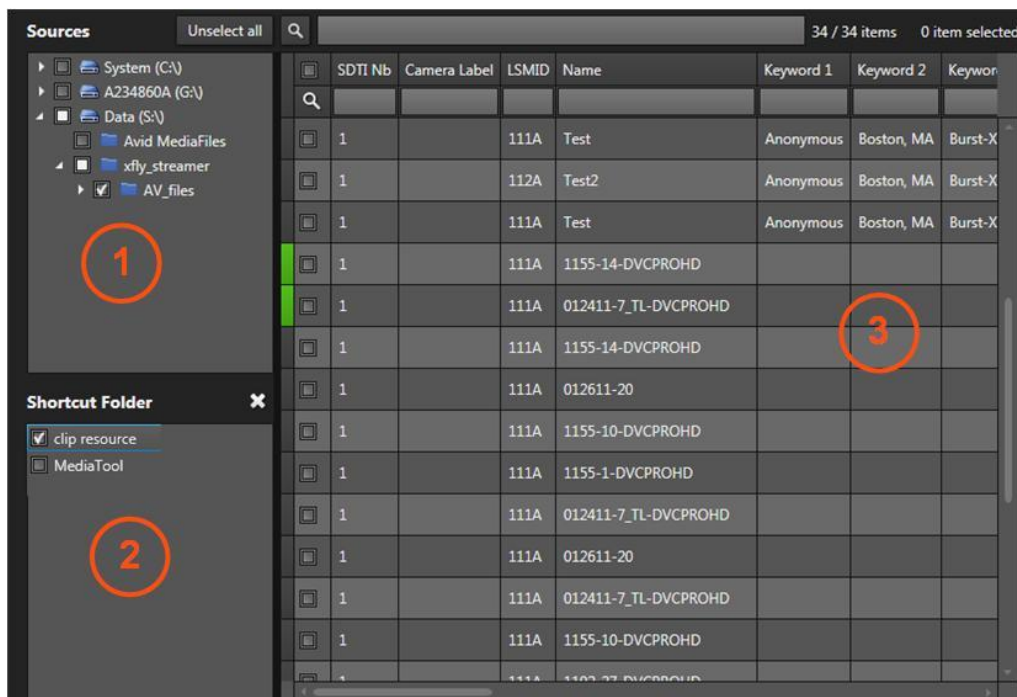 Sources Unselect all 34 / 34 items 0 item selected
System (C:\)
A234860A (G:\)
Data (S:\)
Avid MediaFiles
xfly_streamer
AV_files
1
Shortcut Folder
clip resource
MediaTool
2
SDTI Nb Camera Label LSMID Name Keyword 1 Keyword 2 Keywor
1 111A Test Anonymous Boston, MA Burst-X
1 112A Test2 Anonymous Boston, MA Burst-X
1 111A Test Anonymous Boston, MA Burst-X
1 111A 1155-14-DVCPROHD
1 111A 012411-7_TL-DVCPROHD
3
1 111A 1155-14-DVCPROHD
1 111A 012611-20
1 111A 1155-10-DVCPROHD
1 111A 1155-1-DVCPROHD
1 111A 012411-7_TL-DVCPROHD
1 111A 012611-20
1 111A 012411-7_TL-DVCPROHD
1 111A 1155-10-DVCPROHD